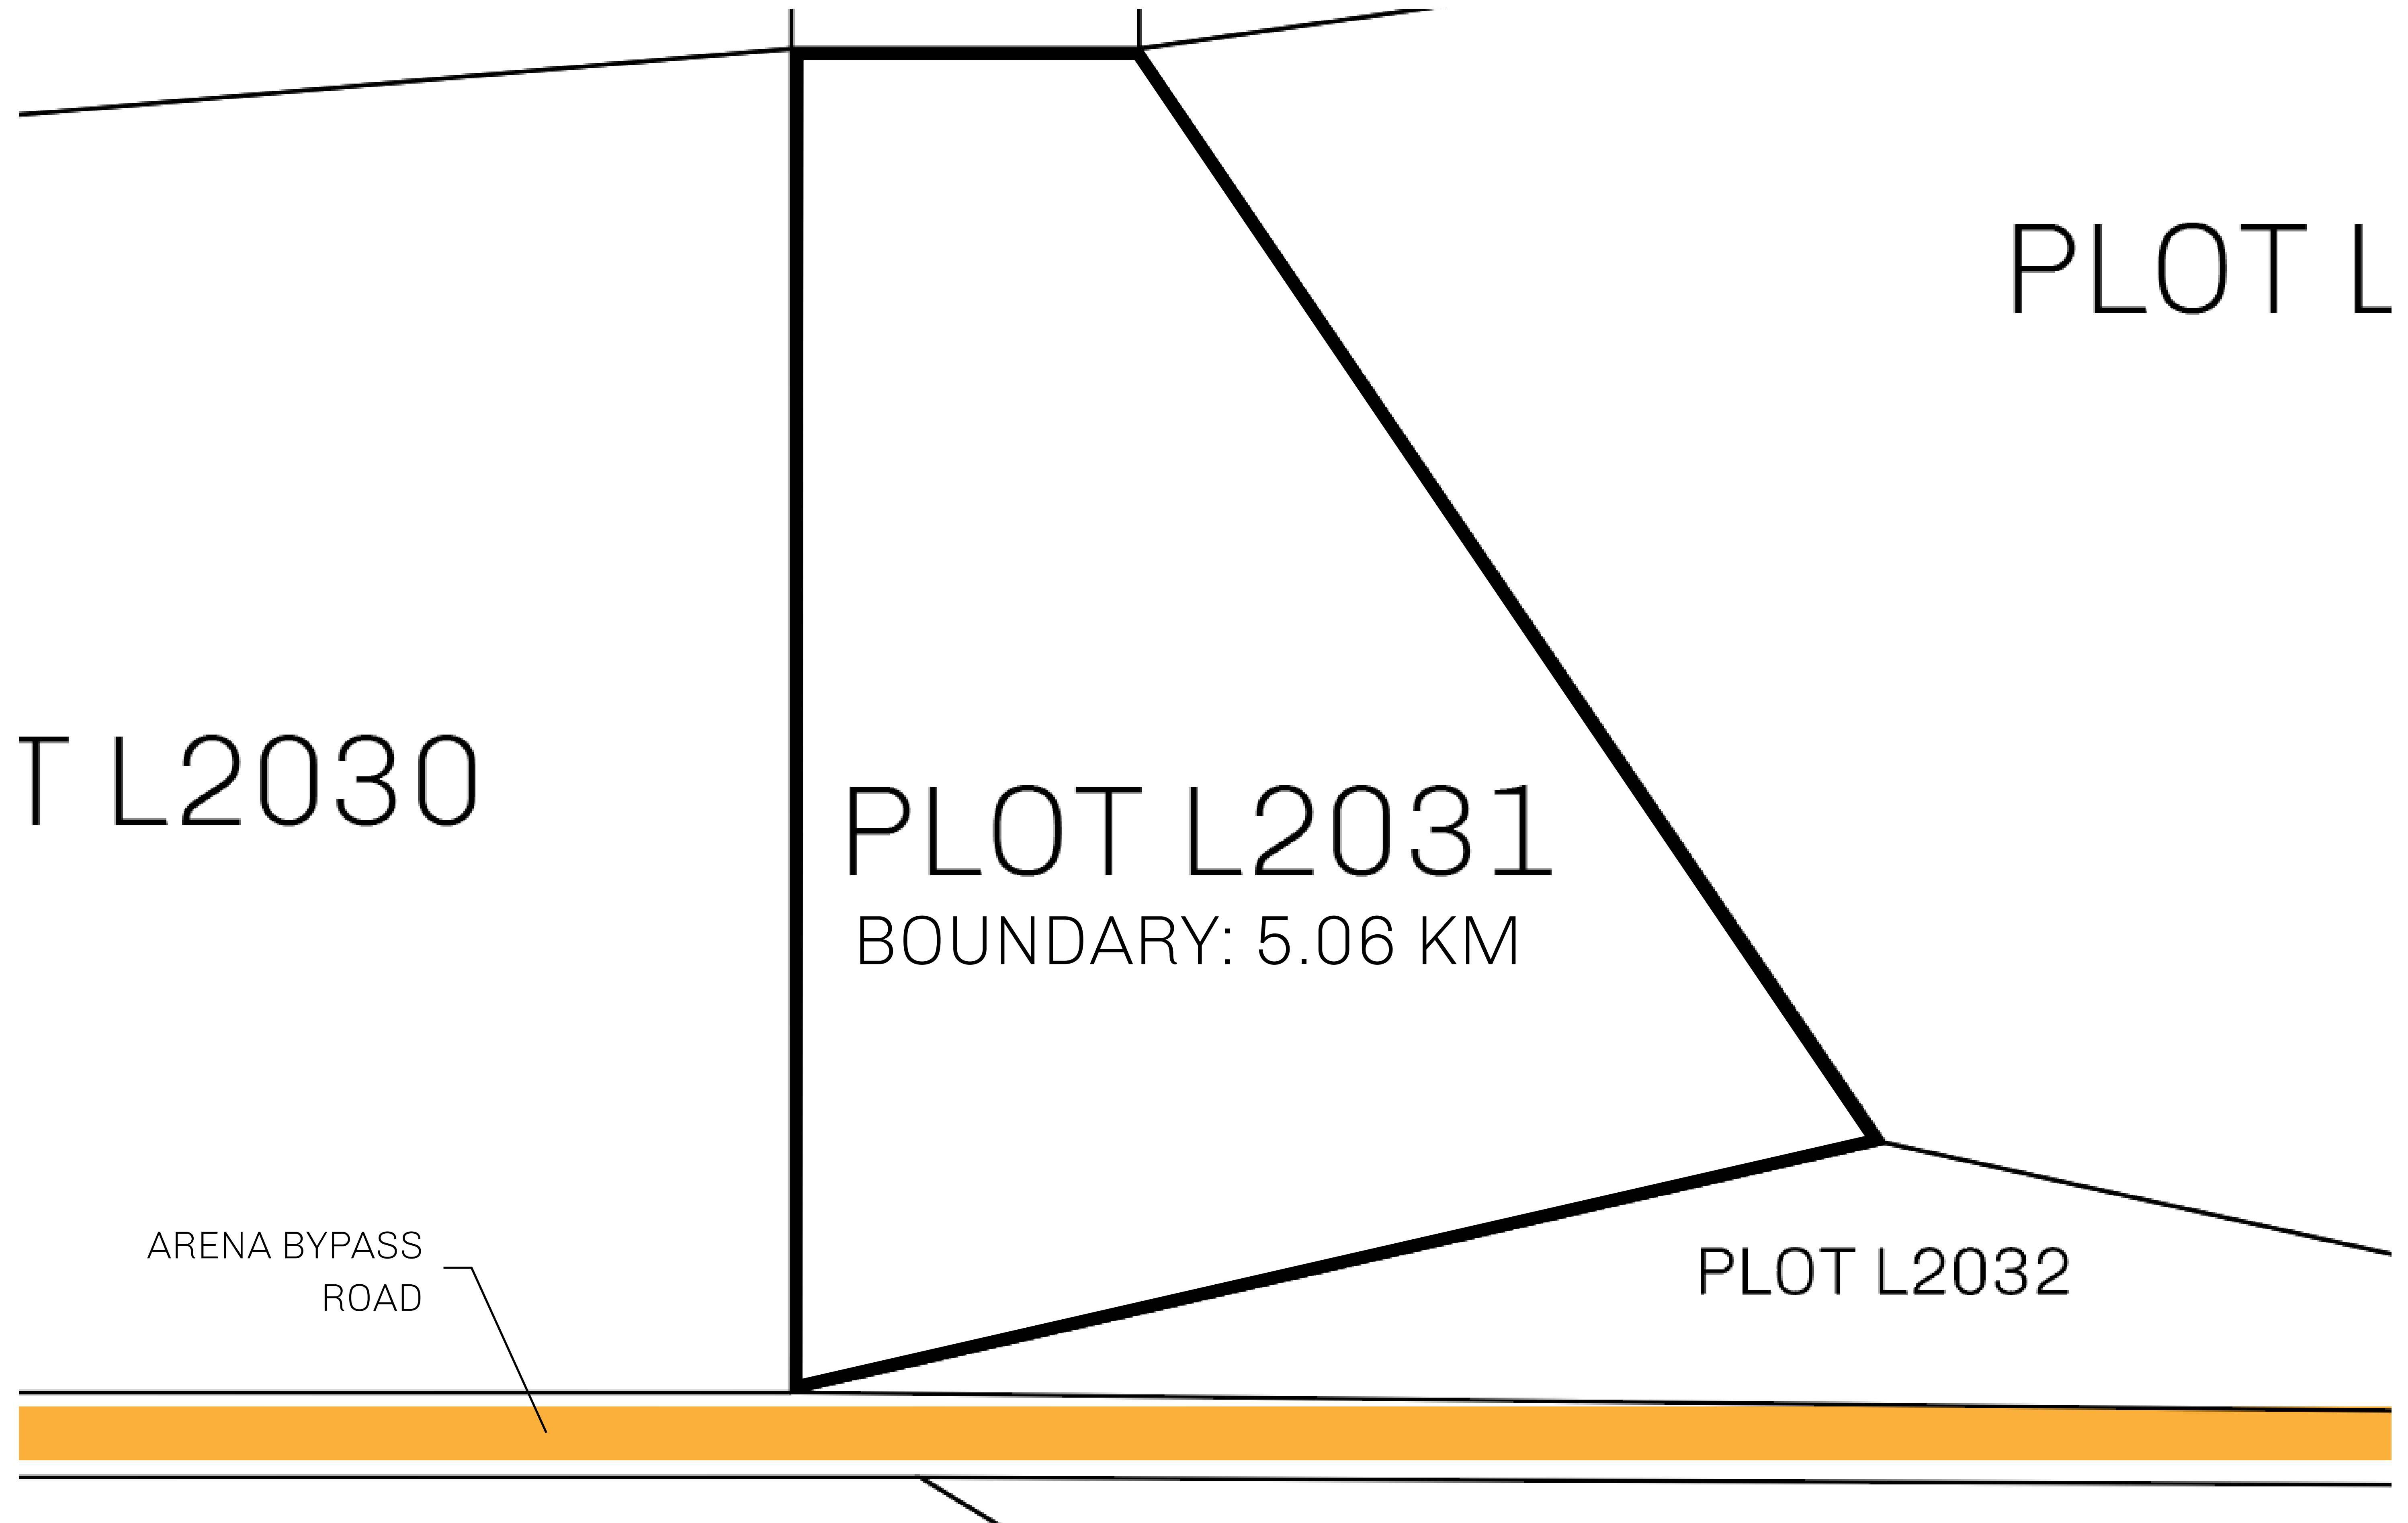 PLOT L
T L2030
PLOT L2031
BOUNDARY: 5.06 KM
ARENA BYPASS
ROAD
PLOT L2032